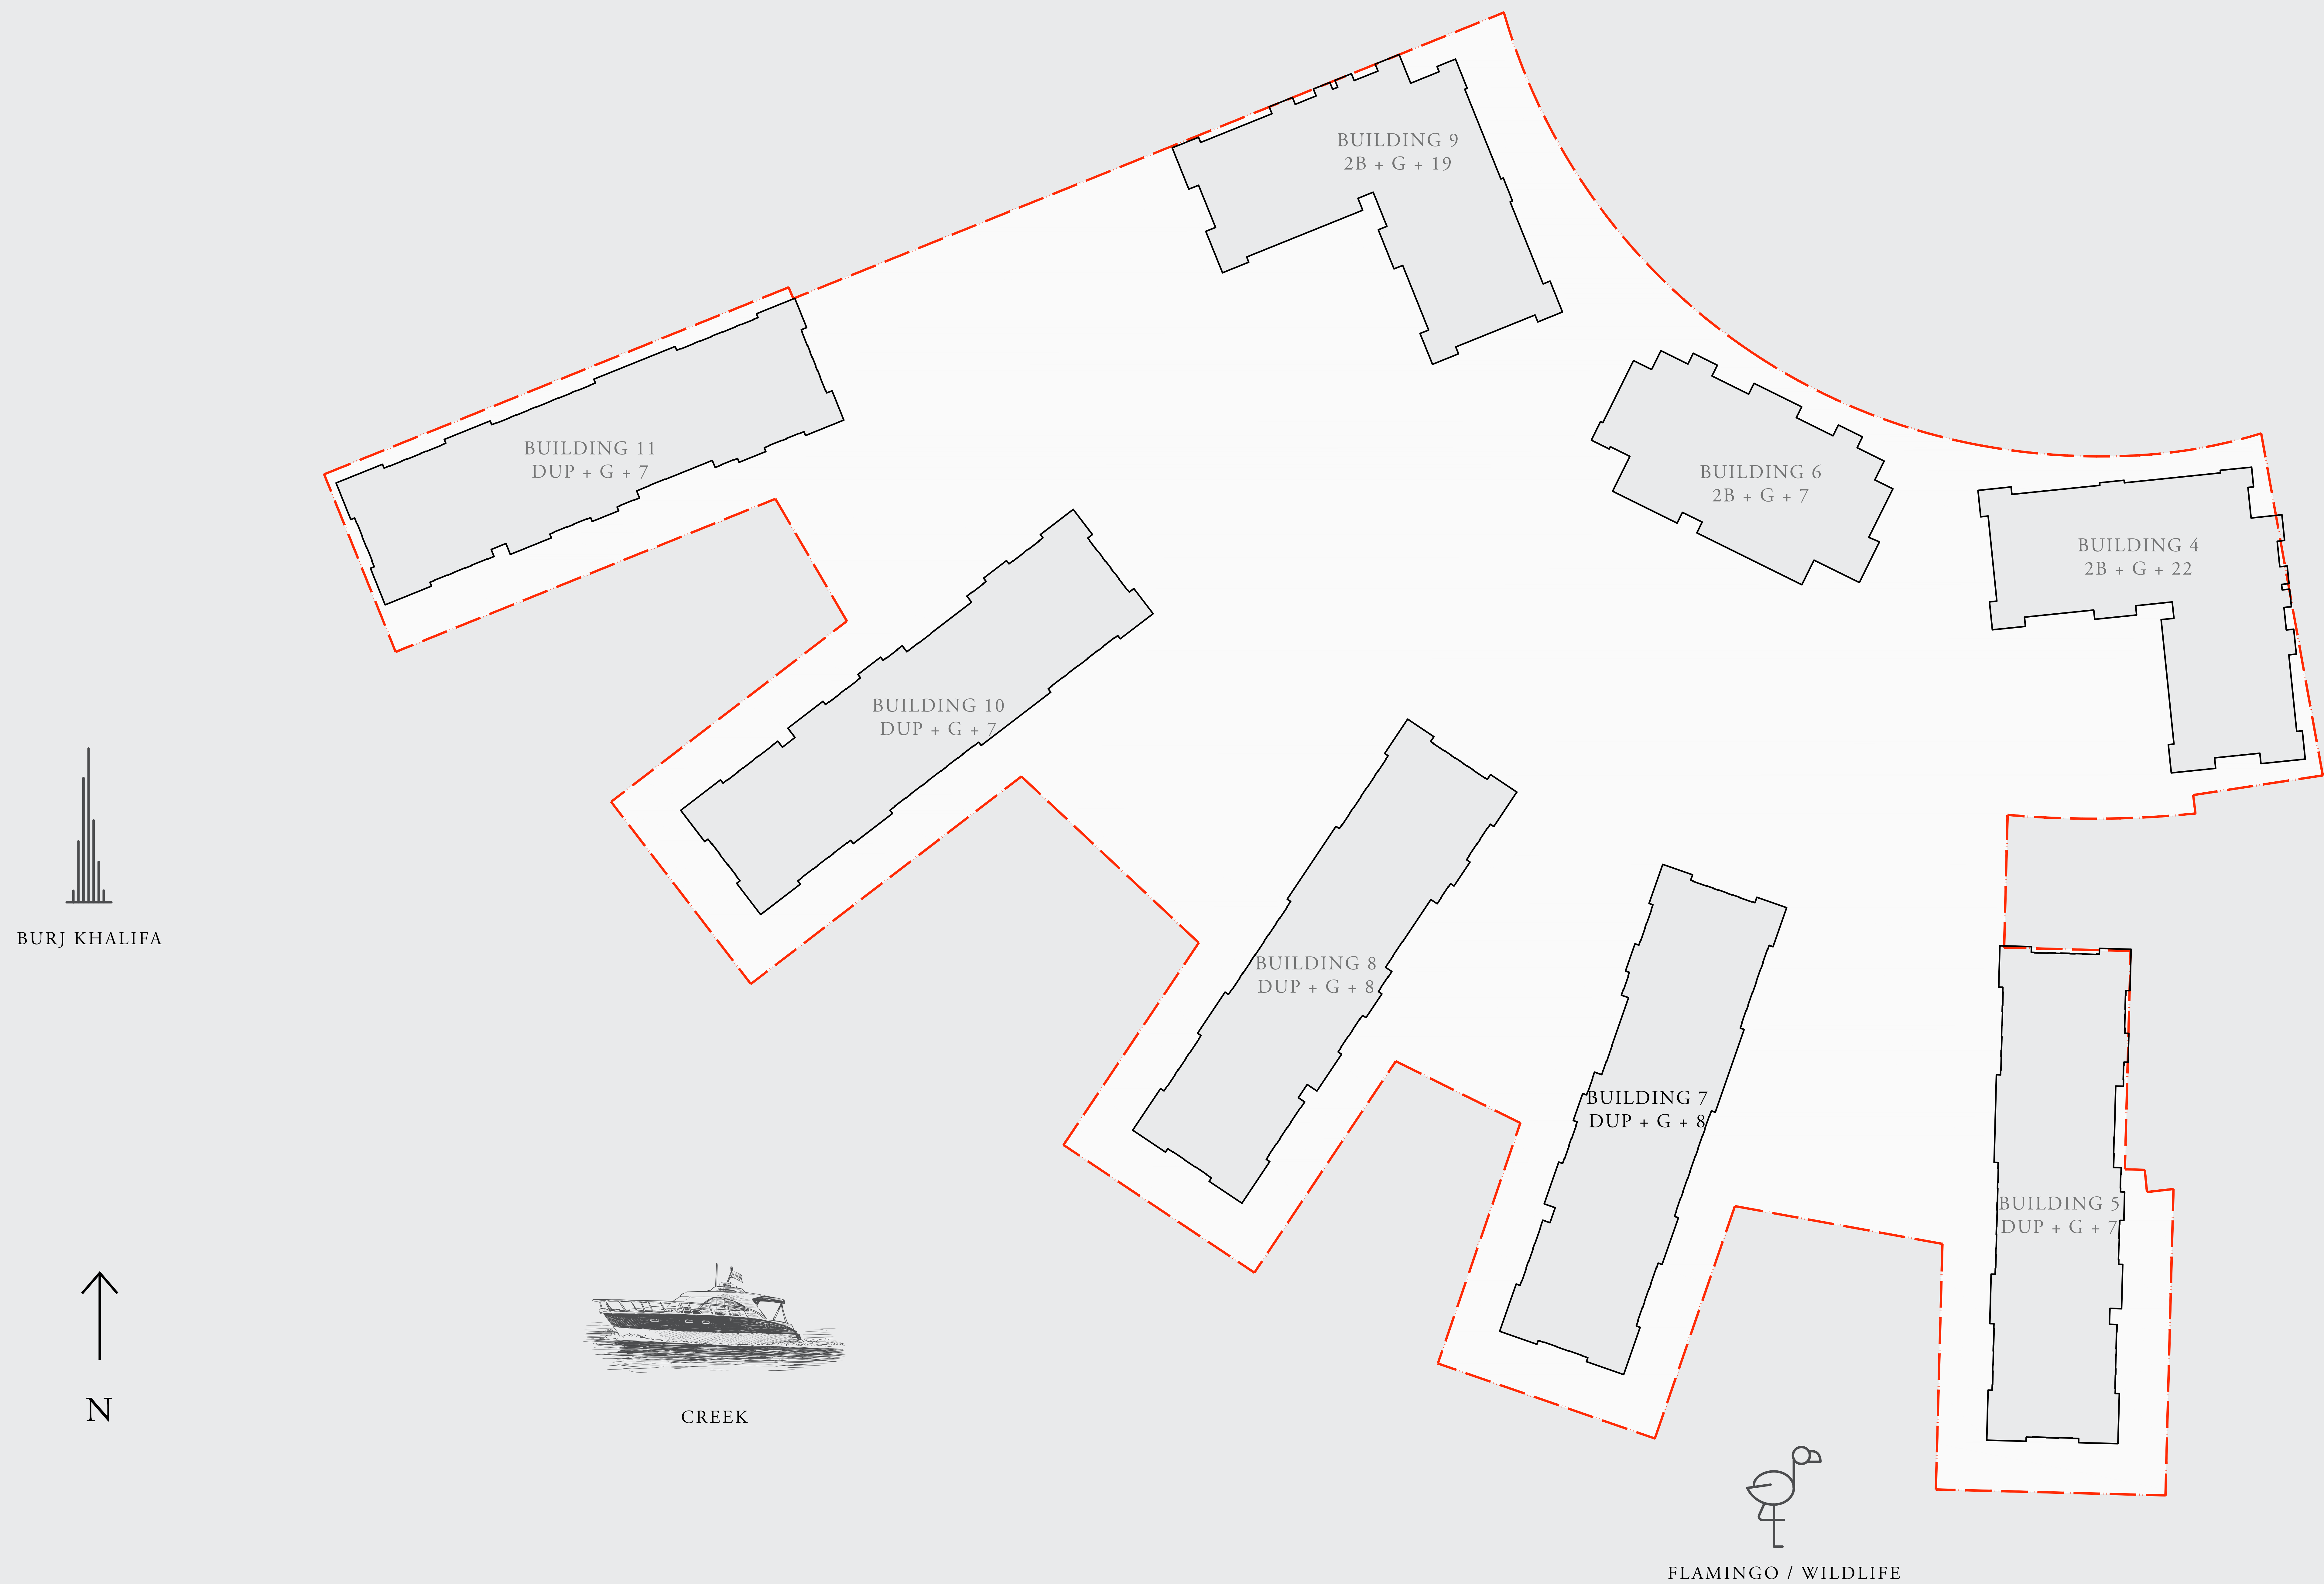 BUILDING 9
2B + G + 19
BUILDING 11
DUP + G + 7
BUILDING 6
2B + G + 7
BUILDING 4
2B + G + 22
BUILDING 10
DUP + G + 7
BURJ KHALIFA
BUILDING 8
DUP + G + 8
BUILDING 7
DUP + G + 8
BUILDING 5
DUP + G + 7
N
CREEK
FLAMINGO / WILDLIFE